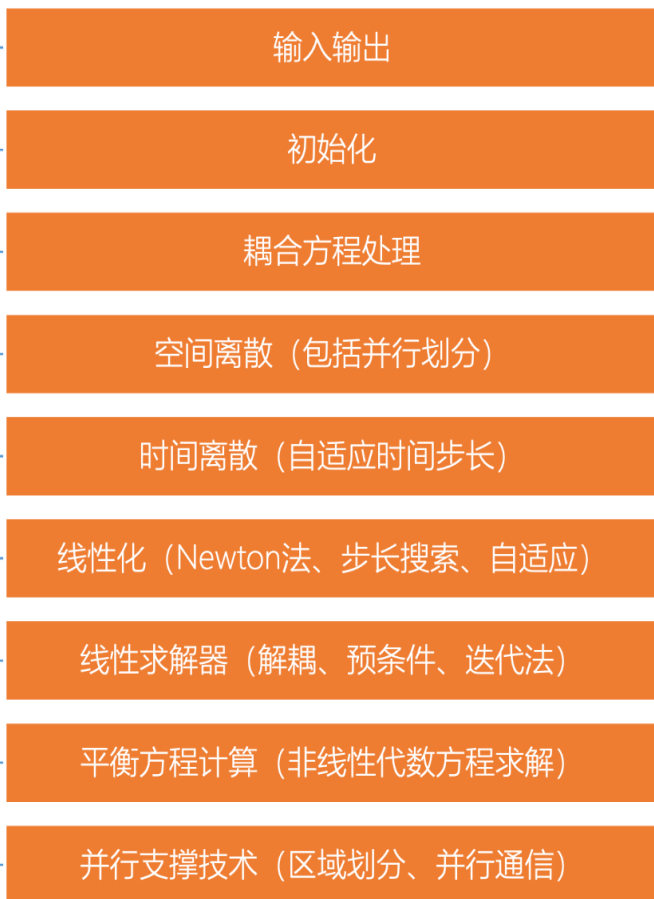 输入输出
初始化
耦合方程处理
空间离散（包括并行划分）
时间离散（自适应时间步长）
线性化（Newton法、步长搜索、自适应）
线性求解器（解耦、预条件、迭代法）
平衡方程计算（非线性代数方程求解）
并行支撑技术（区域划分、并行通信）